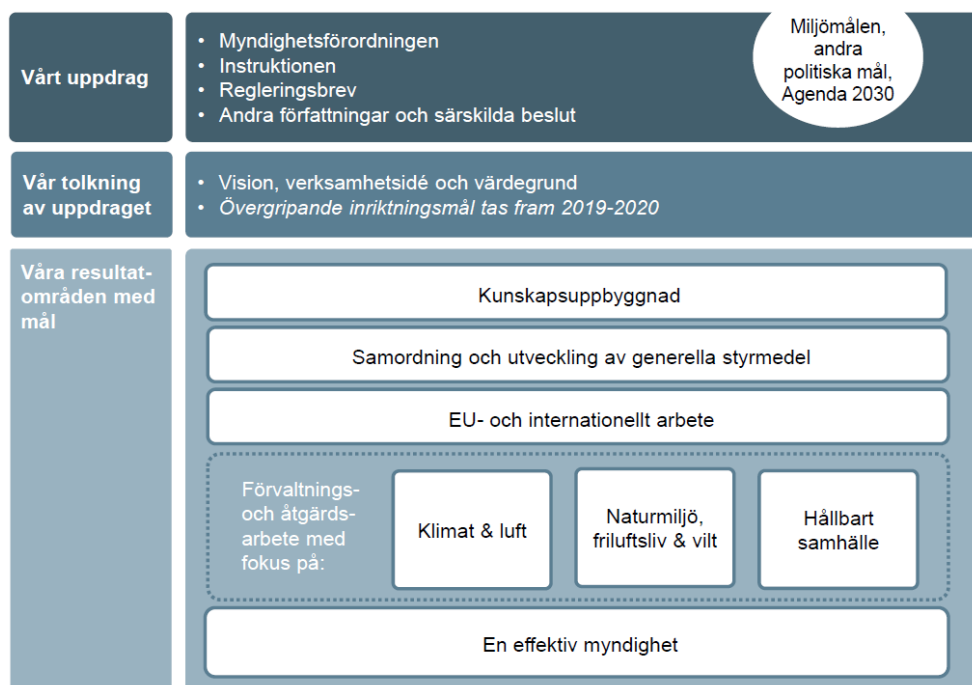 Vårt uppdrag
• Myndighetsförordningen
• Instruktionen
• Regleringsbrev
• Andra författningar och särskilda beslut
Miljömålen,
andra
politiska mål,
Agenda 2030
Vår tolkning
av uppdraget
• Vision, verksamhetsidé och värdegrund
• Övergripande inriktningsmål tas fram 2019-2020
Våra resultat-
områden med
mål
Kunskapsuppbyggnad
Samordning och utveckling av generella styrmedel
EU- och internationellt arbete
Förvaltnings-
och åtgärds-
arbete med
fokus på:
Klimat & luft
Naturmiljö,
friluftsliv & vilt
Hållbart
samhälle
En effektiv myndighet